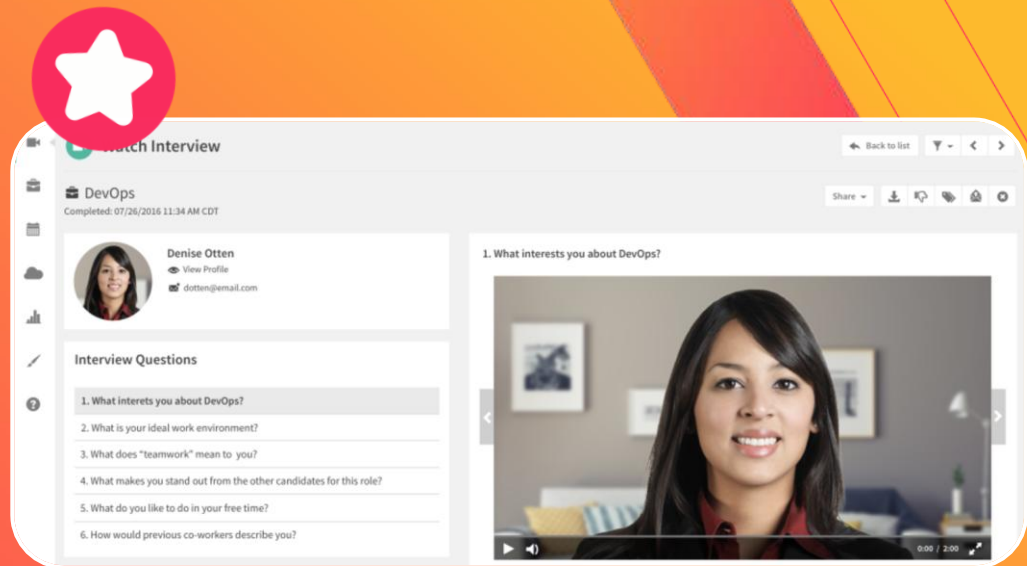 Watch Interview
Back to list
DevOps
Completed: 07/26/2016 11:34 AM CDT
Share
Denise Otten
View Profile
dotten@email.com
Interview Questions
1. What interets you about DevOps?
2. What is your ideal work environment?
3. What does “teamwork” mean to you?
4. What makes you stand out from the other candidates for this role?
5. What do you like to do in your free time?
6. How would previous co-workers describe you?
1. What interests you about DevOps?
0:00 / 2:00